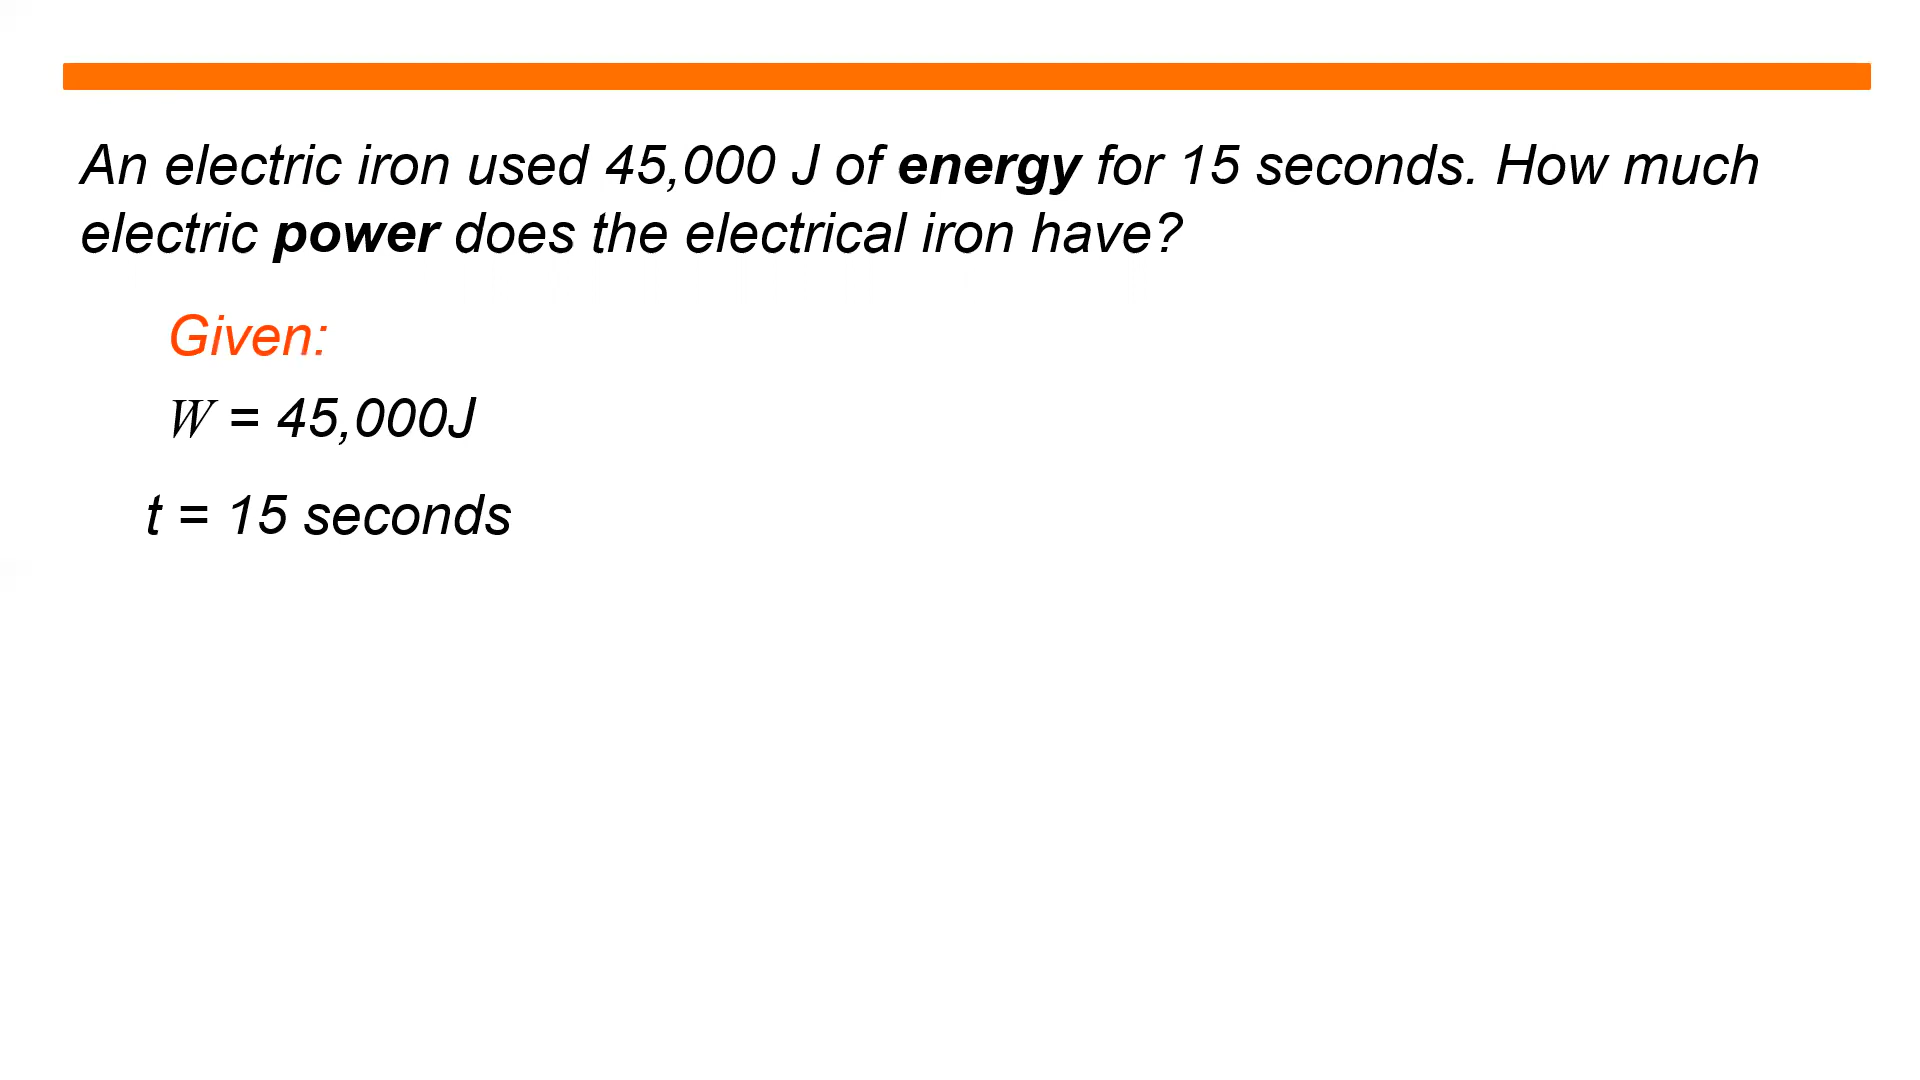 An electric iron used 45,000 J of energy for 15 seconds. How much
electric power does the electrical iron have?
Given:
W = 45,000J
t = 15 seconds